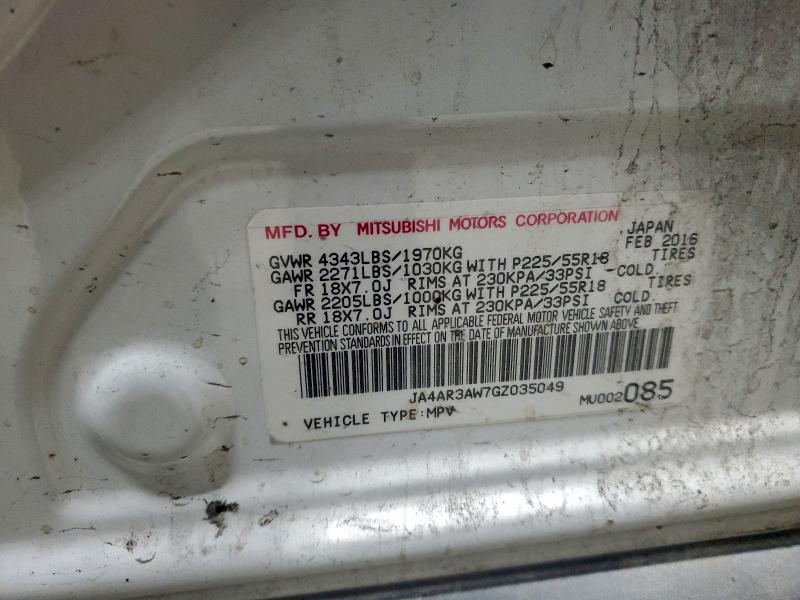 MFD. BY MITSUBISHI MOTORS CORPORATION JAPAN
FEB 2016
GVWR 4343LBS/1970KG
GAWR 2271LBS/1030KG WITH P225/55R18 TIRES
FR 18X7.0J RIMS AT 230KPA/33PSI COLD.
GAWR 2205LBS/1000KG WITH P225/55R18 TIRES
RR 18X7.0J RIMS AT 230KPA/33PSI COLD.
THIS VEHICLE CONFORMS TO ALL APPLICABLE FEDERAL MOTOR VEHICLE SAFETY AND THEFT
PREVENTION STANDARDS IN EFFECT ON THE DATE OF MANUFACTURE SHOWN ABOVE.
JA4AR3AW7GZ035049
VEHICLE TYPE:MPV MU002085